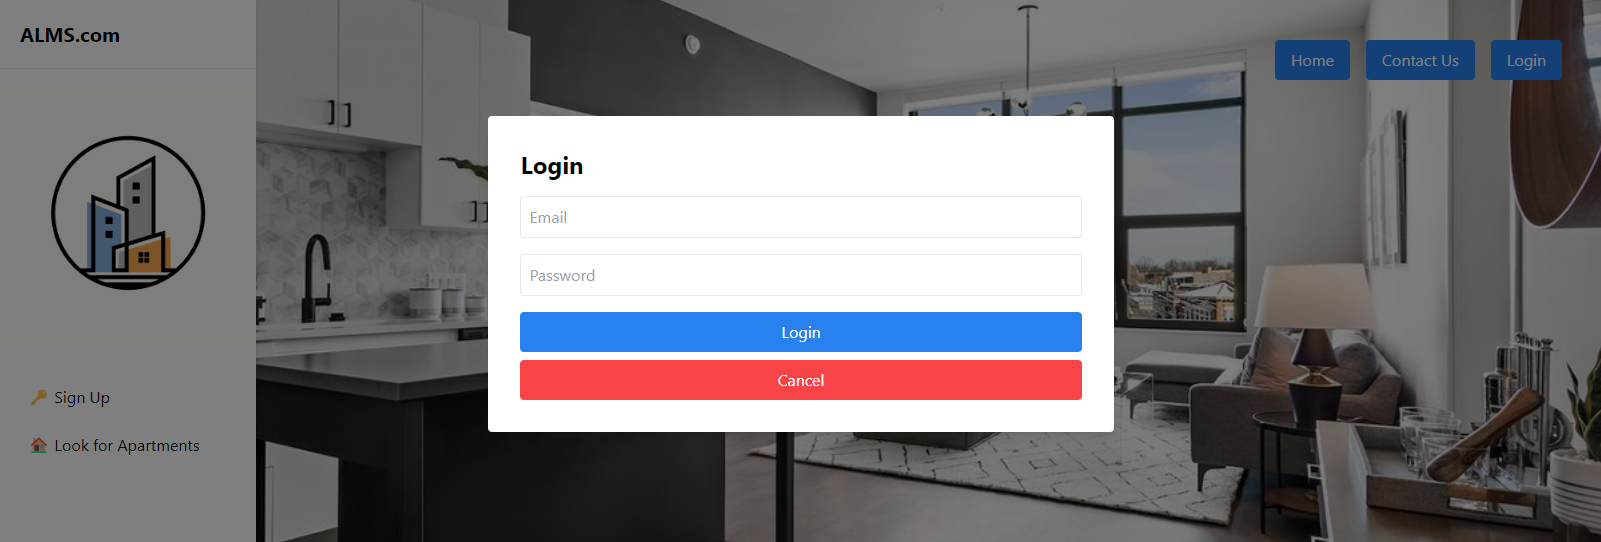 ALMS.com
Home
Contact Us
Login
Login
Email
Password
Login
Cancel
Sign Up
Look for Apartments